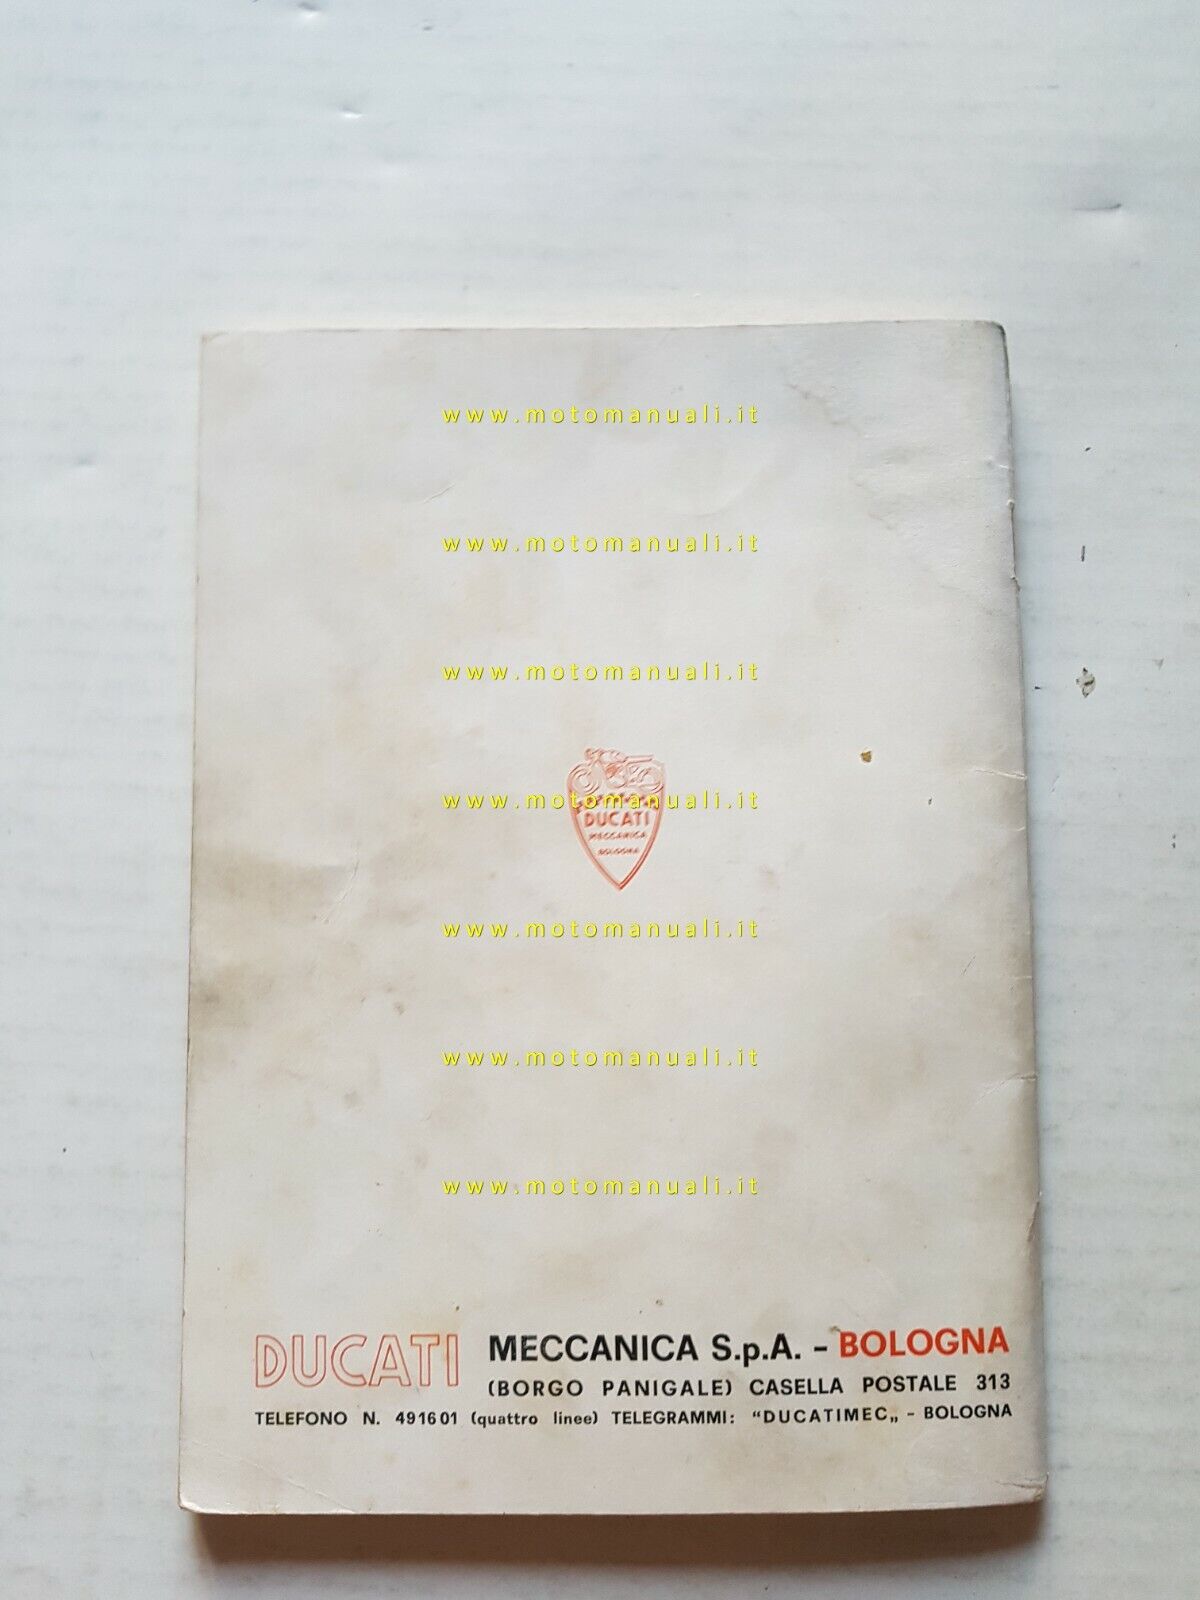 www.motomanuali.it
www.motomanuali.it
www.motomanuali.it
www.motomanuali.it
DUCATI
MECCANICA
BOLOGNA
www.motomanuali.it
www.motomanuali.it
www.motomanuali.it
DUCATI MECCANICA S.p.A. - BOLOGNA
(BORGO PANIGALE) CASELLA POSTALE 313
TELEFONO N. 491601 (quattro linee) TELEGRAMMI: "DUCATIMEC„ - BOLOGNA